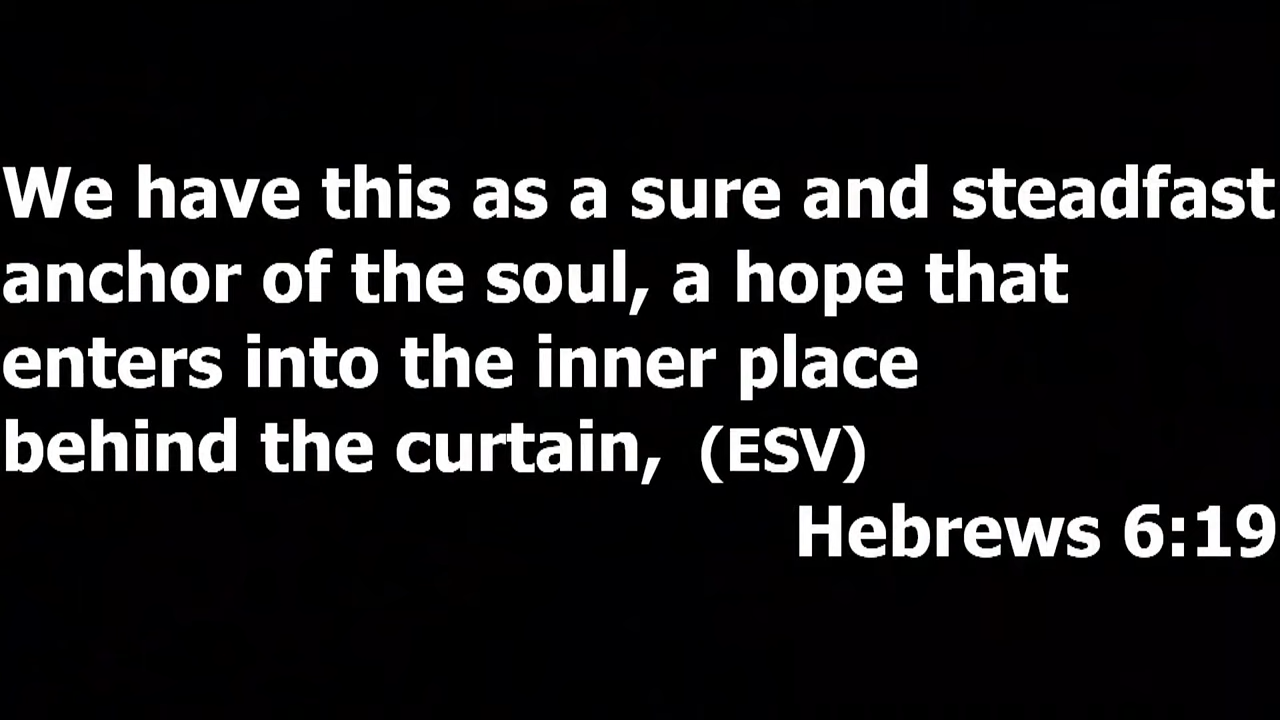 We have this as a sure and steadfast
anchor of the soul, a hope that
enters into the inner place
behind the curtain, (ESV)
Hebrews 6:19